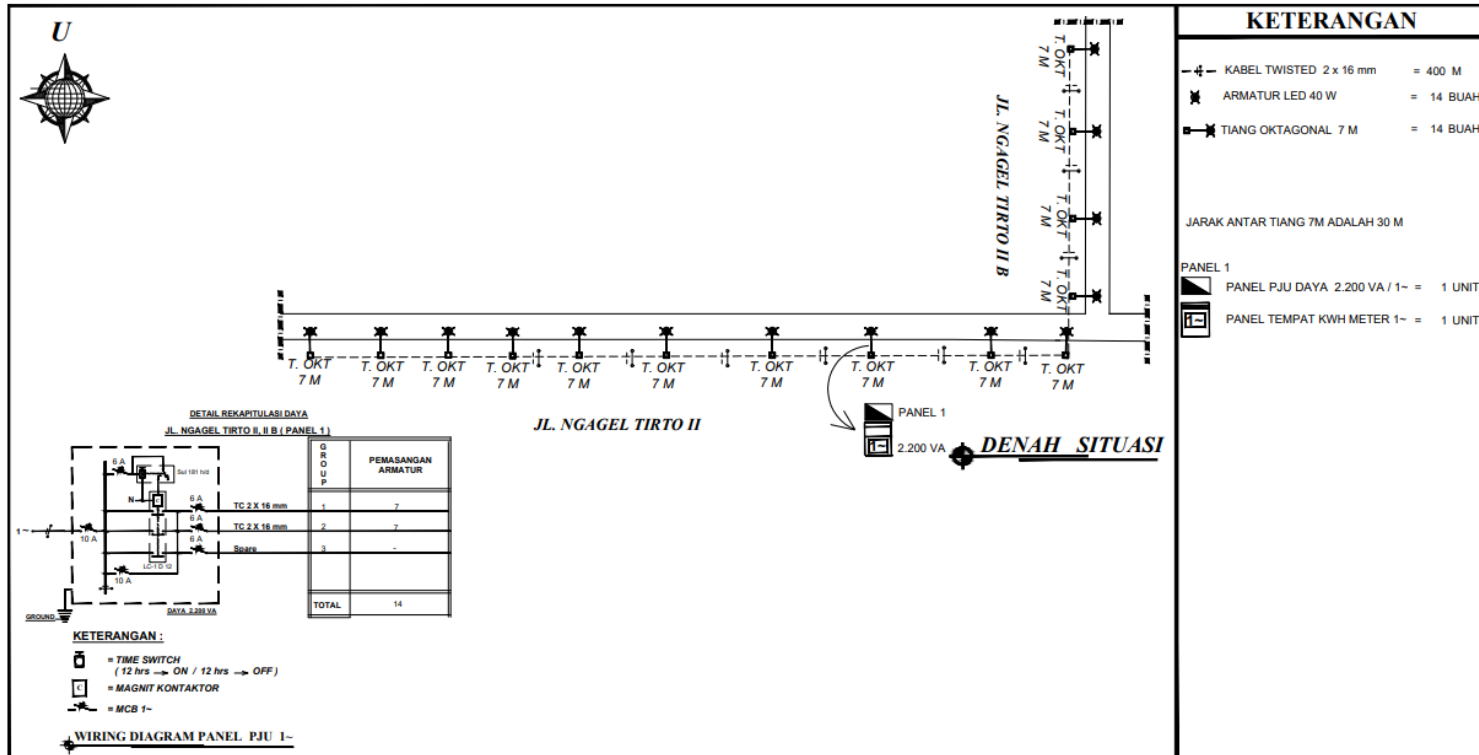 U
KETERANGAN
KABEL TWISTED 2 x 16 mm = 400 M
ARMATUR LED 40 W = 14 BUAH
TIANG OKTAGONAL 7 M = 14 BUAH
JARAK ANTAR TIANG 7M ADALAH 30 M
PANEL 1
PANEL PJU DAYA 2.200 VA / 1~ = 1 UNIT
1~ PANEL TEMPAT KWH METER 1~ = 1 UNIT
T. OKT
7 M
T. OKT
7 M
T. OKT
7 M
T. OKT
7 M
JL. NGAGEL TIRTO II B
T. OKT T. OKT T. OKT T. OKT T. OKT T. OKT T. OKT T. OKT T. OKT T. OKT
7 M 7 M 7 M 7 M 7 M 7 M 7 M 7 M 7 M 7 M
JL. NGAGEL TIRTO II
PANEL 1
1~ 2.200 VA
DENAH SITUASI
DETAIL REKAPITULASI DAYA
JL. NGAGEL TIRTO II, II B ( PANEL 1 )
GROUP PEMASANGAN
ARMATUR
1 7
2 7
3 -
TOTAL 14
6 A
Sul 181 h/d
N
C
6 A
TC 2 X 16 mm
6 A
TC 2 X 16 mm
1~
10 A
6 A
Spare
LC-1 D 12
10 A
GROUND
DAYA 2.200 VA
KETERANGAN :
= TIME SWITCH
( 12 hrs → ON / 12 hrs → OFF )
C = MAGNIT KONTAKTOR
= MCB 1~
WIRING DIAGRAM PANEL PJU 1~